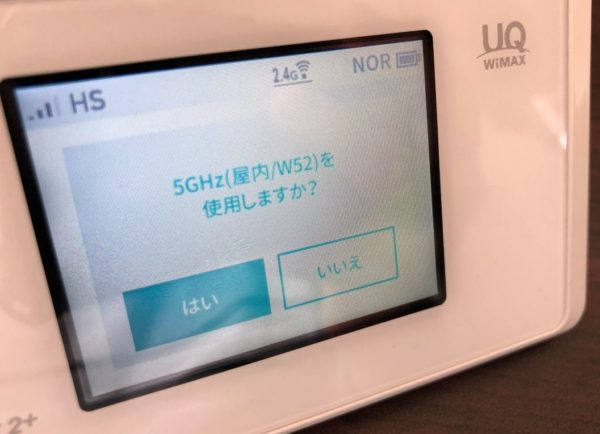 UQ
WiMAX
HS
2.4G
NOR
5GHz(屋内/W52)を
使用しますか?
はい
いいえ
2+